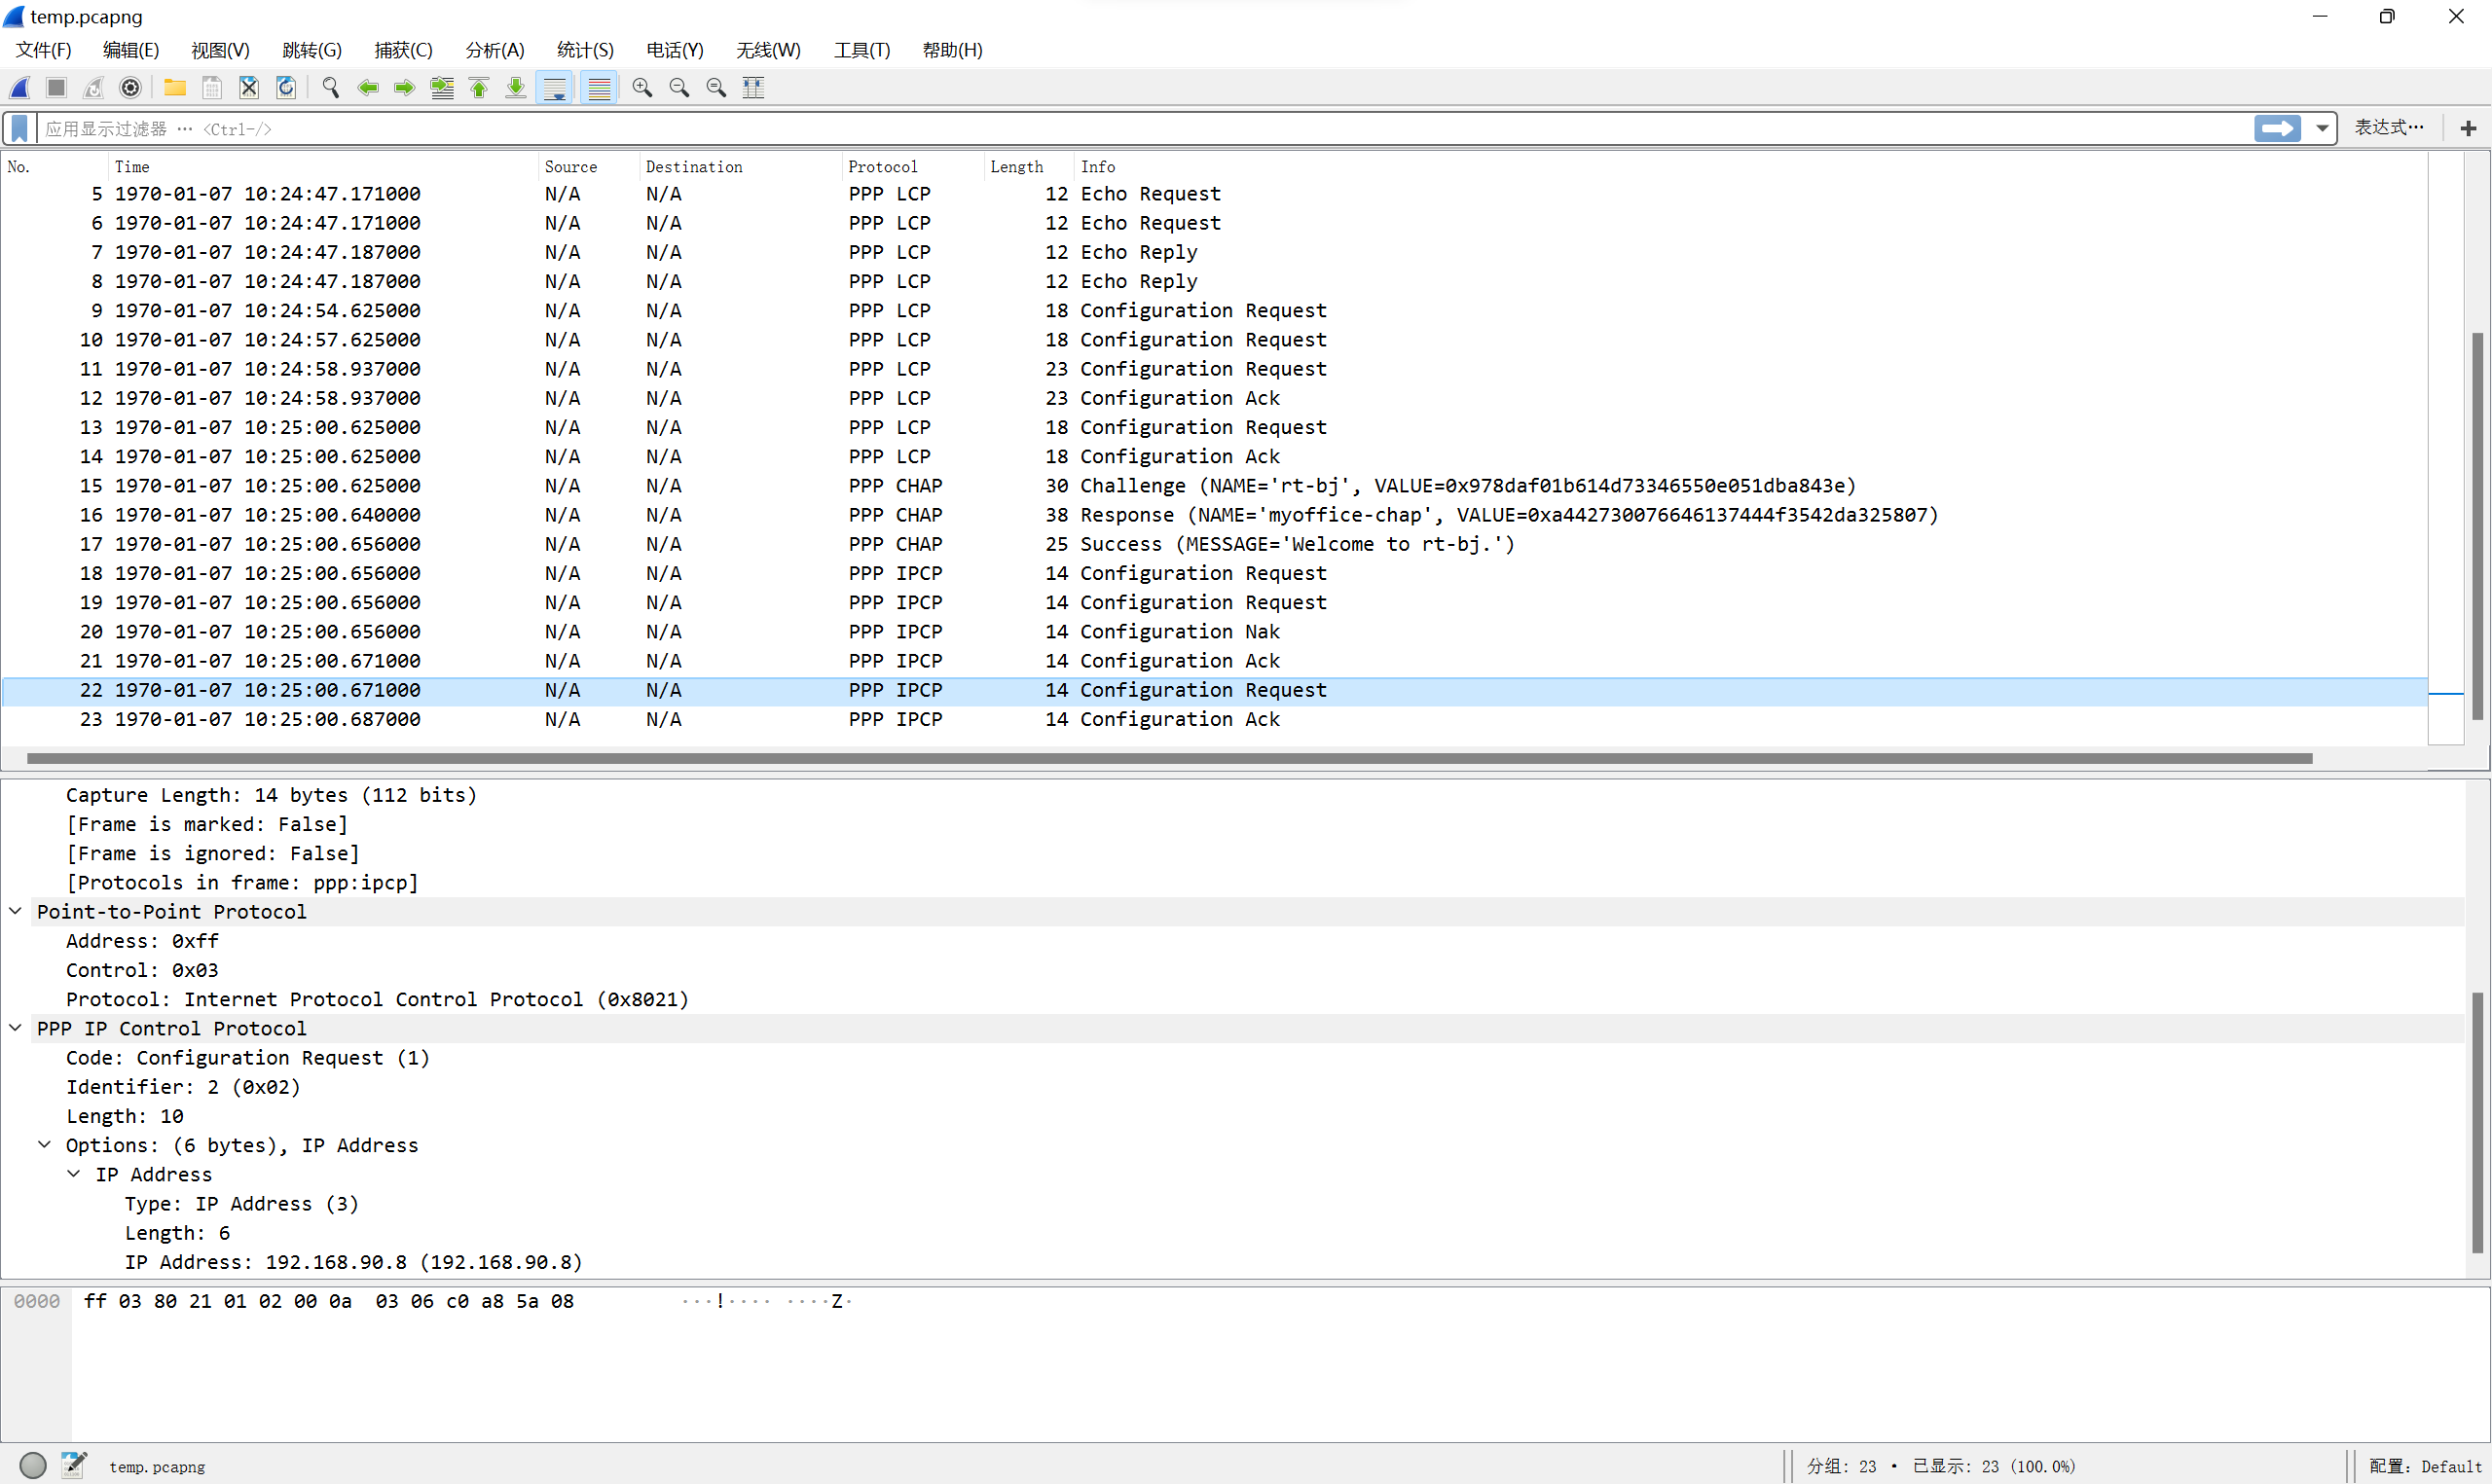 temp.pcapng
文件(F) 编辑(E) 视图(V) 跳转(G) 捕获(C) 分析(A) 统计(S) 电话(Y) 无线(W) 工具(T) 帮助(H)
应用显示过滤器 … <Ctrl-/> 表达式… +
No. Time Source Destination Protocol Length Info
5 1970-01-07 10:24:47.171000 N/A N/A PPP LCP 12 Echo Request
6 1970-01-07 10:24:47.171000 N/A N/A PPP LCP 12 Echo Request
7 1970-01-07 10:24:47.187000 N/A N/A PPP LCP 12 Echo Reply
8 1970-01-07 10:24:47.187000 N/A N/A PPP LCP 12 Echo Reply
9 1970-01-07 10:24:54.625000 N/A N/A PPP LCP 18 Configuration Request
10 1970-01-07 10:24:57.625000 N/A N/A PPP LCP 18 Configuration Request
11 1970-01-07 10:24:58.937000 N/A N/A PPP LCP 23 Configuration Request
12 1970-01-07 10:24:58.937000 N/A N/A PPP LCP 23 Configuration Ack
13 1970-01-07 10:25:00.625000 N/A N/A PPP LCP 18 Configuration Request
14 1970-01-07 10:25:00.625000 N/A N/A PPP LCP 18 Configuration Ack
15 1970-01-07 10:25:00.625000 N/A N/A PPP CHAP 30 Challenge (NAME='rt-bj', VALUE=0x978daf01b614d73346550e051dba843e)
16 1970-01-07 10:25:00.640000 N/A N/A PPP CHAP 38 Response (NAME='myoffice-chap', VALUE=0xa442730076646137444f3542da325807)
17 1970-01-07 10:25:00.656000 N/A N/A PPP CHAP 25 Success (MESSAGE='Welcome to rt-bj.')
18 1970-01-07 10:25:00.656000 N/A N/A PPP IPCP 14 Configuration Request
19 1970-01-07 10:25:00.656000 N/A N/A PPP IPCP 14 Configuration Request
20 1970-01-07 10:25:00.656000 N/A N/A PPP IPCP 14 Configuration Nak
21 1970-01-07 10:25:00.671000 N/A N/A PPP IPCP 14 Configuration Ack
22 1970-01-07 10:25:00.671000 N/A N/A PPP IPCP 14 Configuration Request
23 1970-01-07 10:25:00.687000 N/A N/A PPP IPCP 14 Configuration Ack
Capture Length: 14 bytes (112 bits)
[Frame is marked: False]
[Frame is ignored: False]
[Protocols in frame: ppp:ipcp]
Point-to-Point Protocol
Address: 0xff
Control: 0x03
Protocol: Internet Protocol Control Protocol (0x8021)
PPP IP Control Protocol
Code: Configuration Request (1)
Identifier: 2 (0x02)
Length: 10
Options: (6 bytes), IP Address
IP Address
Type: IP Address (3)
Length: 6
IP Address: 192.168.90.8 (192.168.90.8)
0000 ff 03 80 21 01 02 00 0a 03 06 c0 a8 5a 08 ···!···· ····Z·
temp.pcapng 分组: 23 · 已显示: 23 (100.0%) 配置: Default